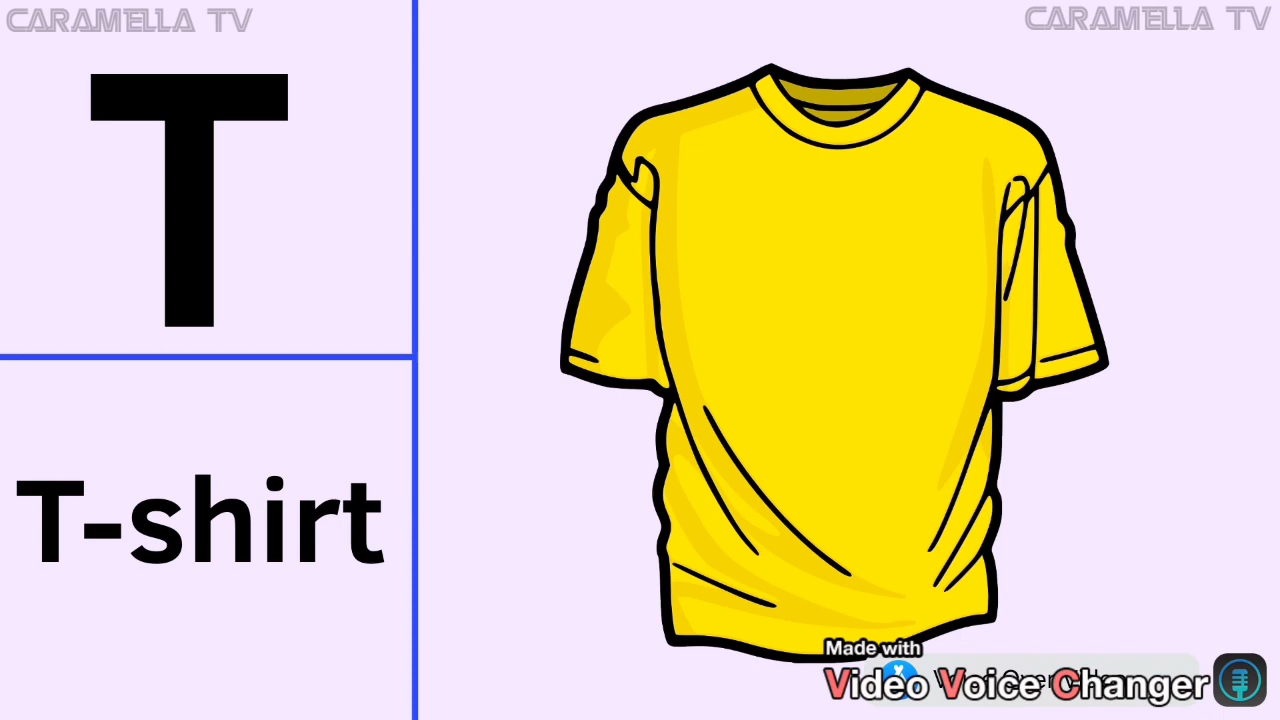 CARAMELLA TV
CARAMELLA TV
T
T-shirt
Made with
Video Voice Changer